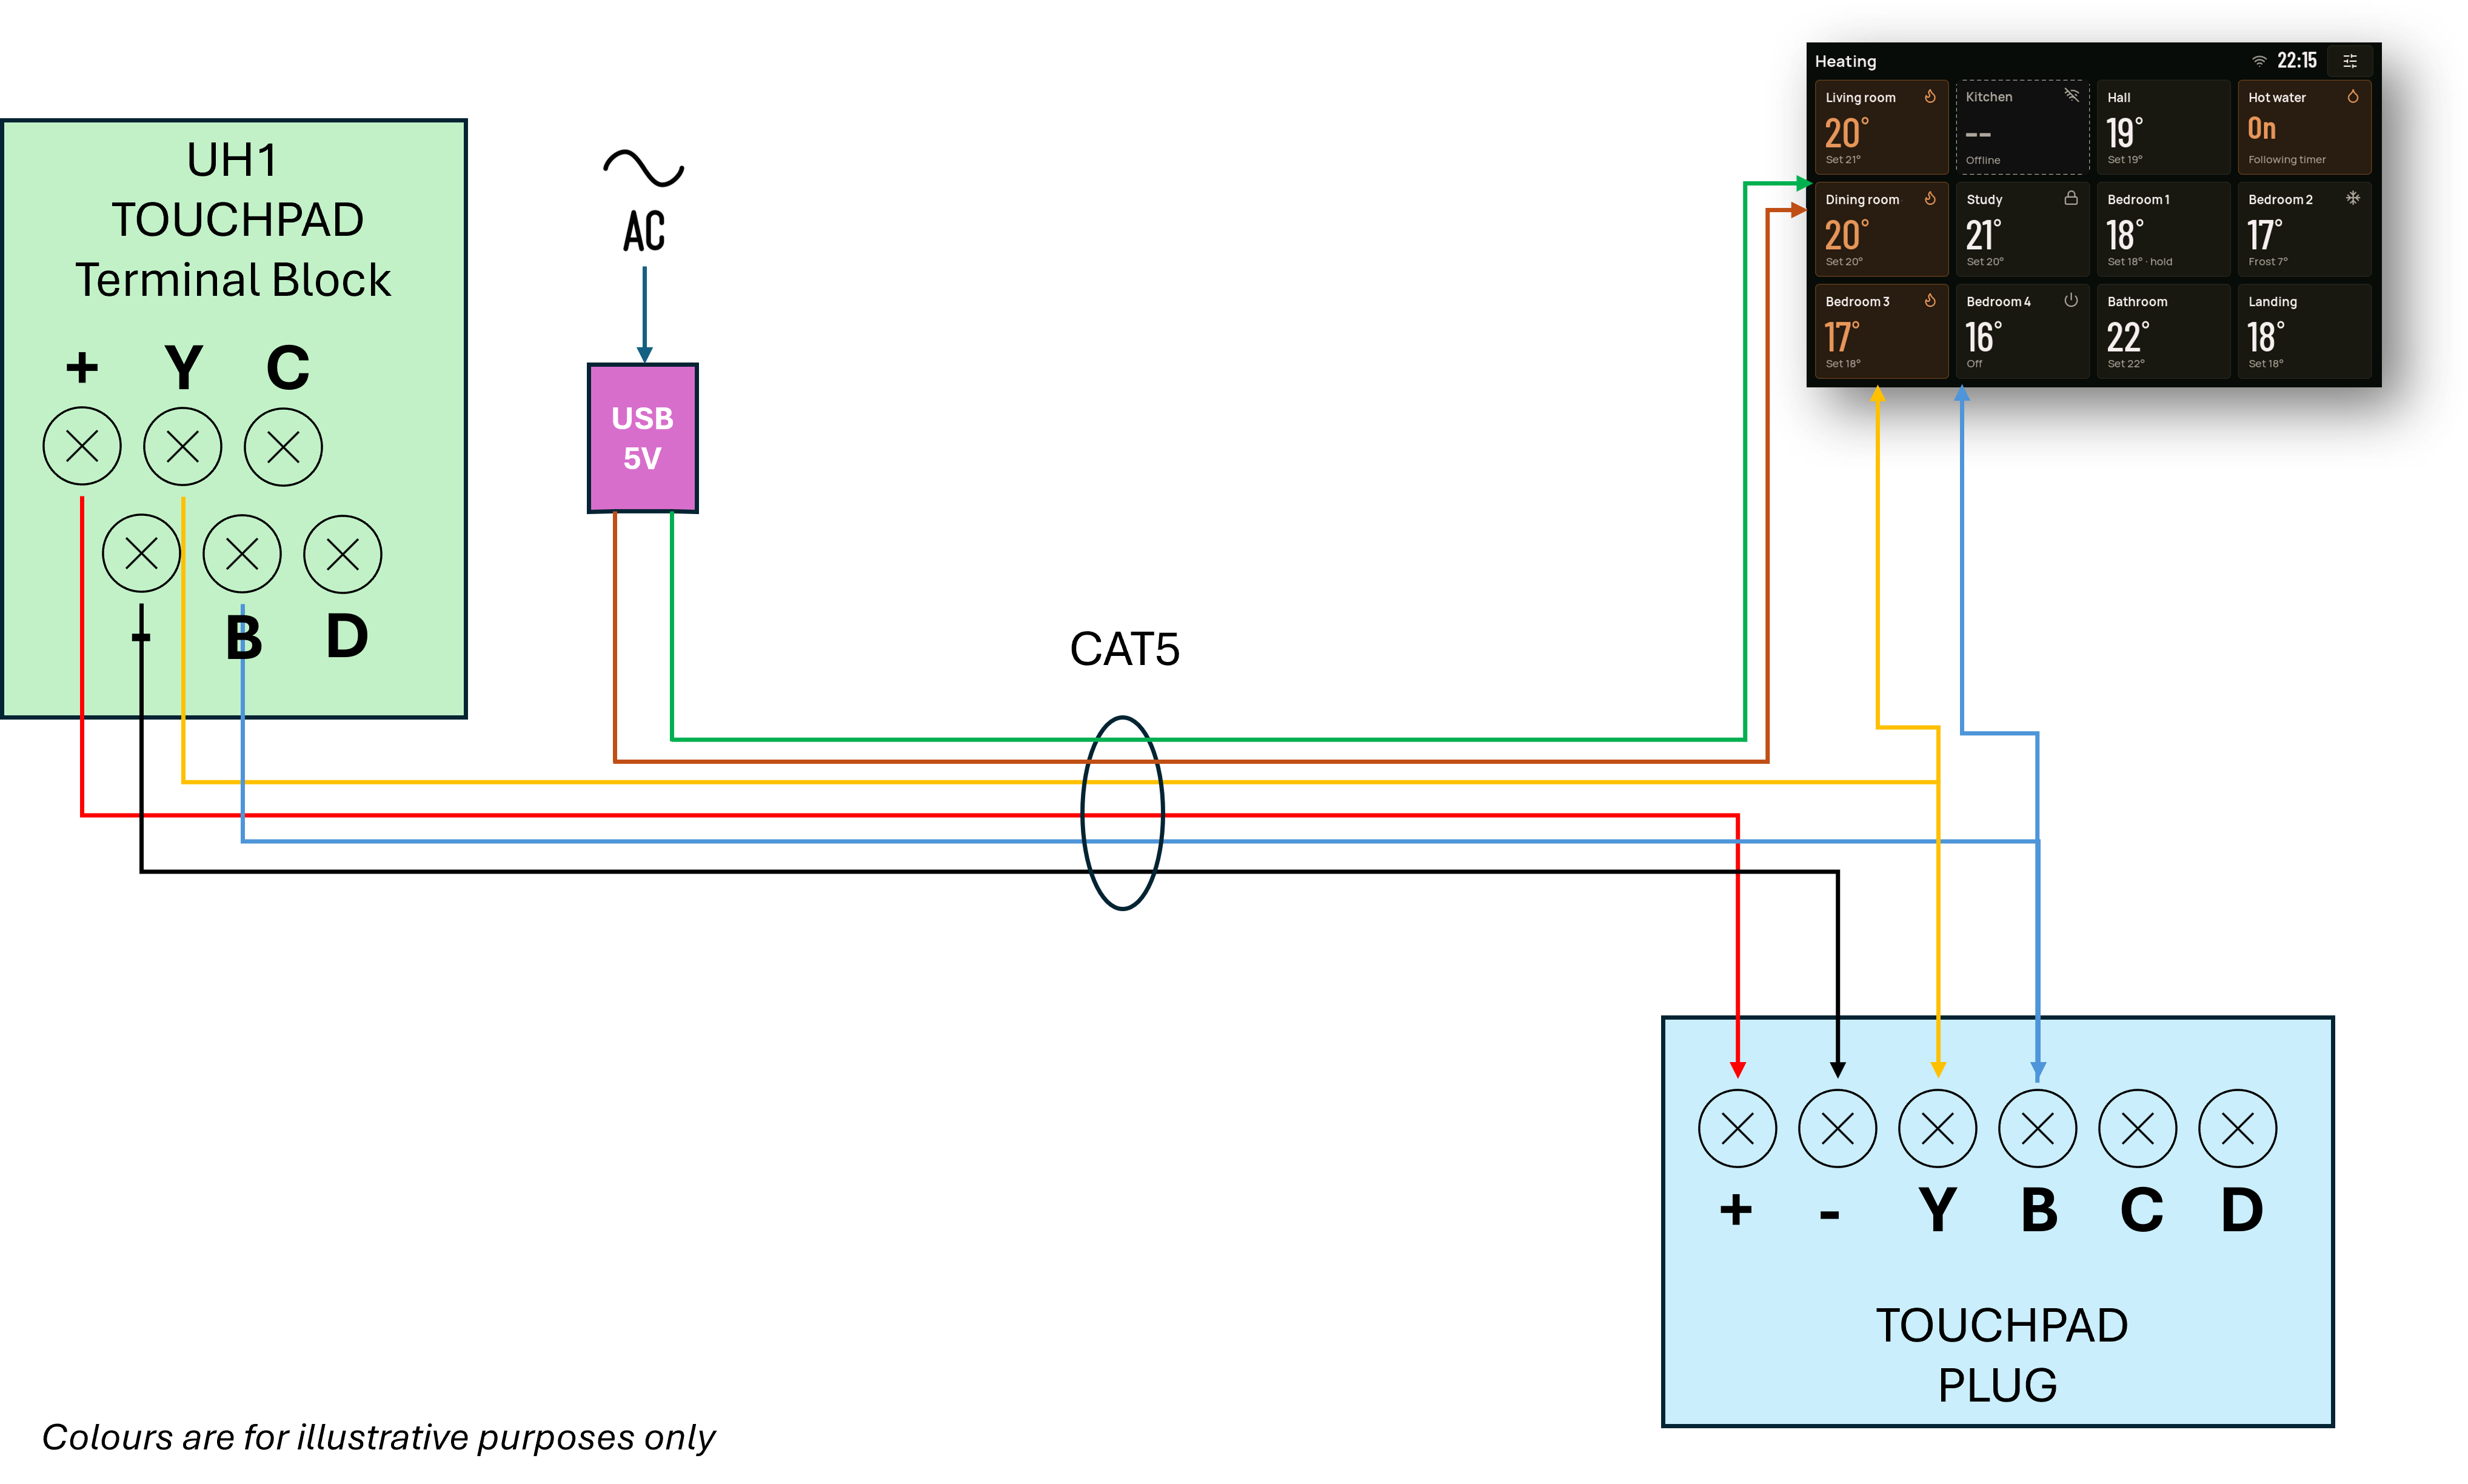 UH1
TOUCHPAD
Terminal Block
+ Y C
- B D
AC
USB
5V
CAT5
Heating 22:15
Living room
20°
Set 21°
Kitchen
--
Offline
Hall
19°
Set 19°
Hot water
On
Following timer
Dining room
20°
Set 20°
Study
21°
Set 20°
Bedroom 1
18°
Set 18° · hold
Bedroom 2
17°
Frost 7°
Bedroom 3
17°
Set 18°
Bedroom 4
16°
Off
Bathroom
22°
Set 22°
Landing
18°
Set 18°
+ - Y B C D
TOUCHPAD
PLUG
Colours are for illustrative purposes only